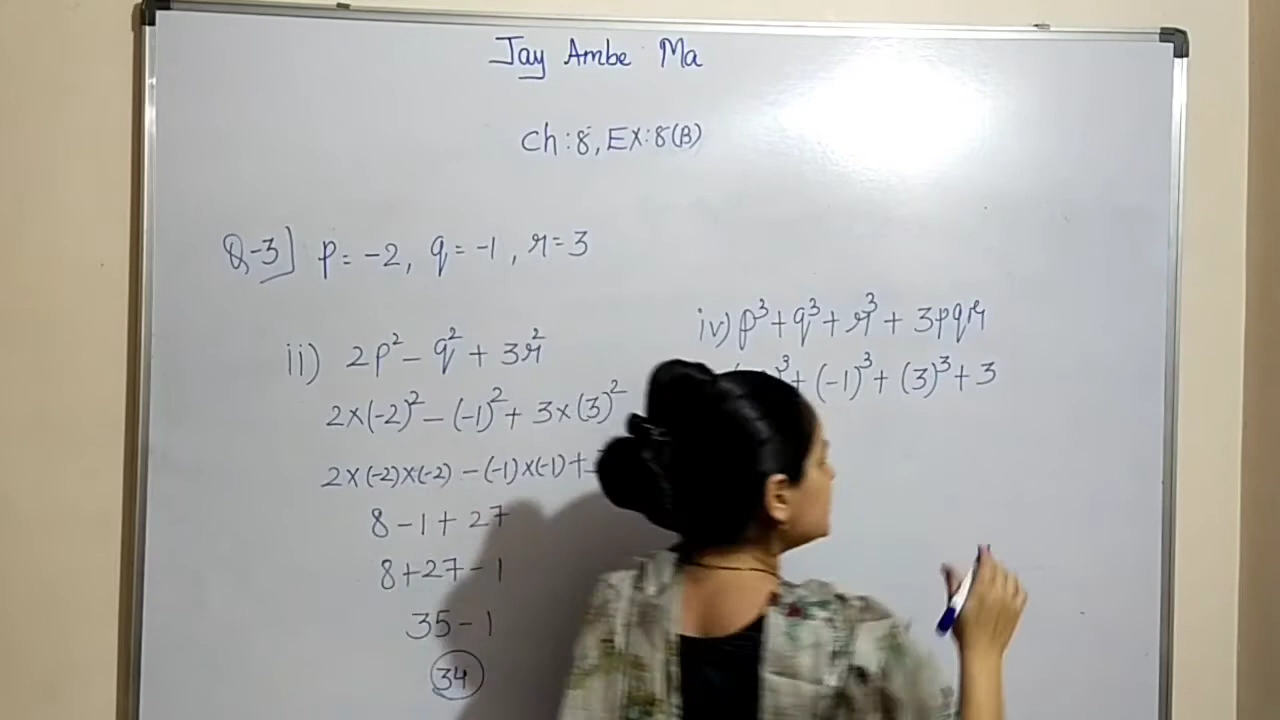 Jay Ambe Ma
Ch:8, EX:8(B)
Q-3] p=-2, q=-1, r=3
ii) 2p²-q²+3r²
2×(-2)²-(-1)²+3×(3)²
2×(-2)×(-2)-(-1)×(-1)+
8-1+27
8+27-1
35-1
34
iv) p³+q³+r³+3pqr
³+(-1)³+(3)³+3